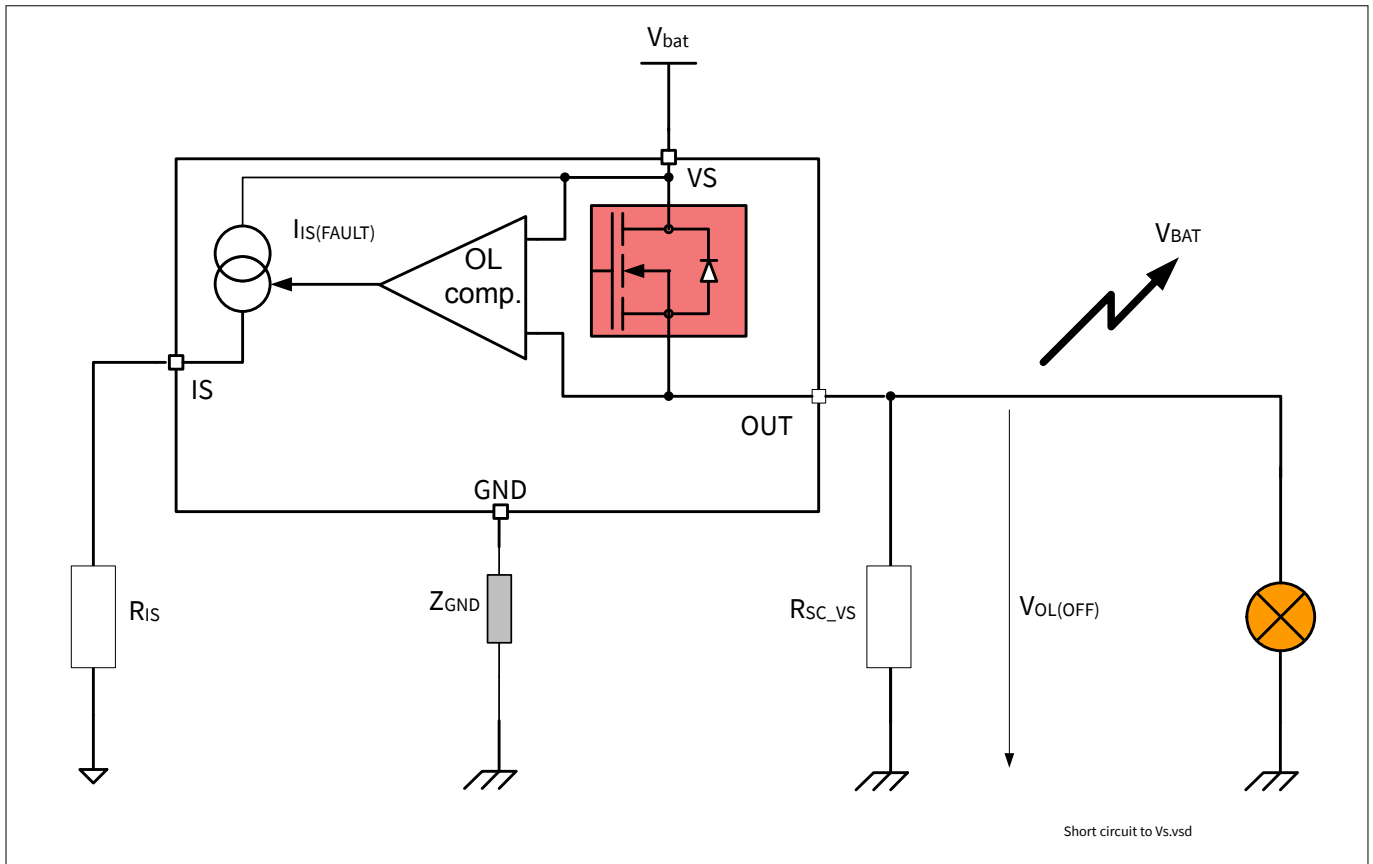 Vbat
VS
IIS(FAULT)
OL
comp.
VBAT
IS
OUT
GND
RIS
ZGND
RSC_VS
VOL(OFF)
Short circuit to Vs.vsd